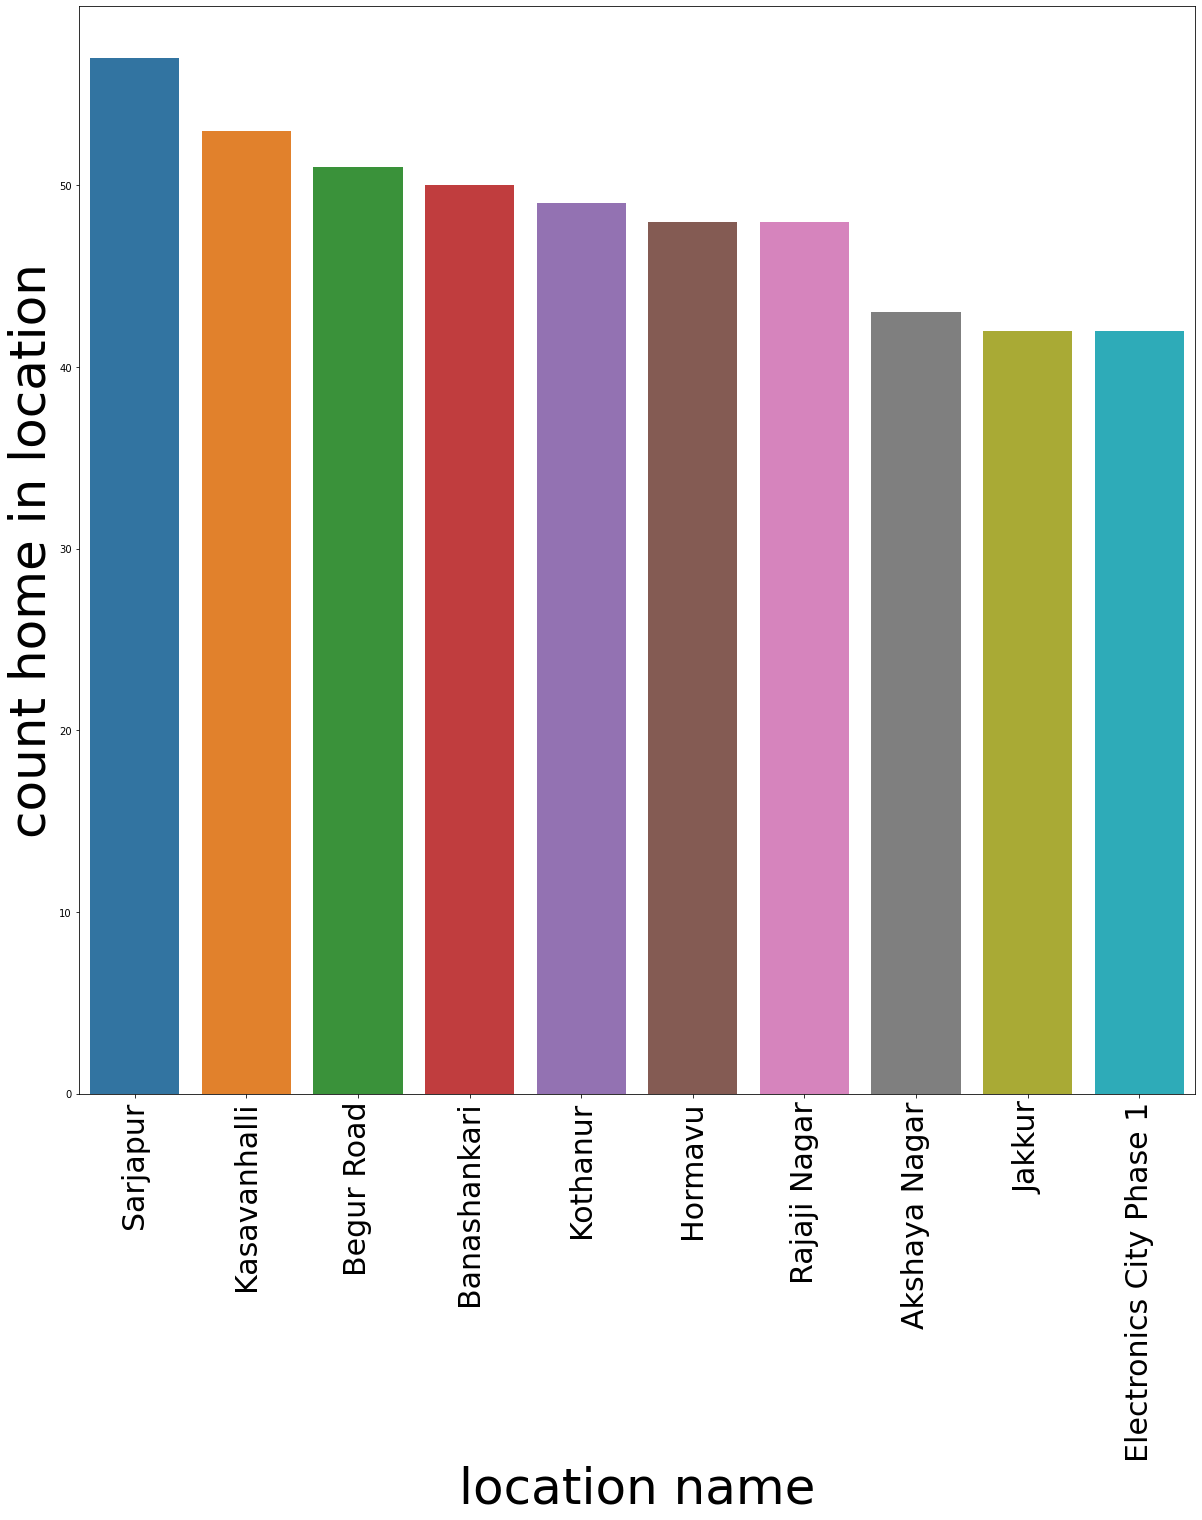 count home in location
50
40
30
20
10
0
Sarjapur
Kasavanhalli
Begur Road
Banashankari
Kothanur
Hormavu
Rajaji Nagar
Akshaya Nagar
Jakkur
Electronics City Phase 1
location name